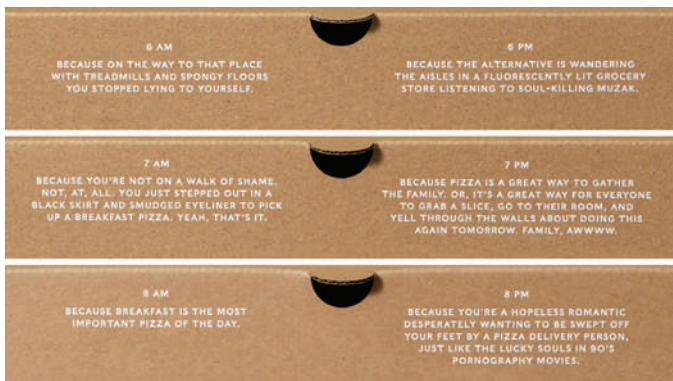 6 AM
BECAUSE ON THE WAY TO THAT PLACE
WITH TREADMILLS AND SPONGY FLOORS
YOU STOPPED LYING TO YOURSELF.
6 PM
BECAUSE THE ALTERNATIVE IS WANDERING
THE AISLES IN A FLUORESCENTLY LIT GROCERY
STORE LISTENING TO SOUL-KILLING MUZAK.
7 AM
BECAUSE YOU'RE NOT ON A WALK OF SHAME.
NOT, AT, ALL. YOU JUST STEPPED OUT IN A
BLACK SKIRT AND SMUDGED EYELINER TO PICK
UP A BREAKFAST PIZZA. YEAH, THAT'S IT.
7 PM
BECAUSE PIZZA IS A GREAT WAY TO GATHER
THE FAMILY. OR, IT'S A GREAT WAY FOR EVERYONE
TO GRAB A SLICE, GO TO THEIR ROOM, AND
YELL THROUGH THE WALLS ABOUT DOING THIS
AGAIN TOMORROW. FAMILY, AWWWW.
8 AM
BECAUSE BREAKFAST IS THE MOST
IMPORTANT PIZZA OF THE DAY.
8 PM
BECAUSE YOU'RE A HOPELESS ROMANTIC
DESPERATELY WANTING TO BE SWEPT OFF
YOUR FEET BY A PIZZA DELIVERY PERSON,
JUST LIKE THE LUCKY SOULS IN 90'S
PORNOGRAPHY MOVIES.